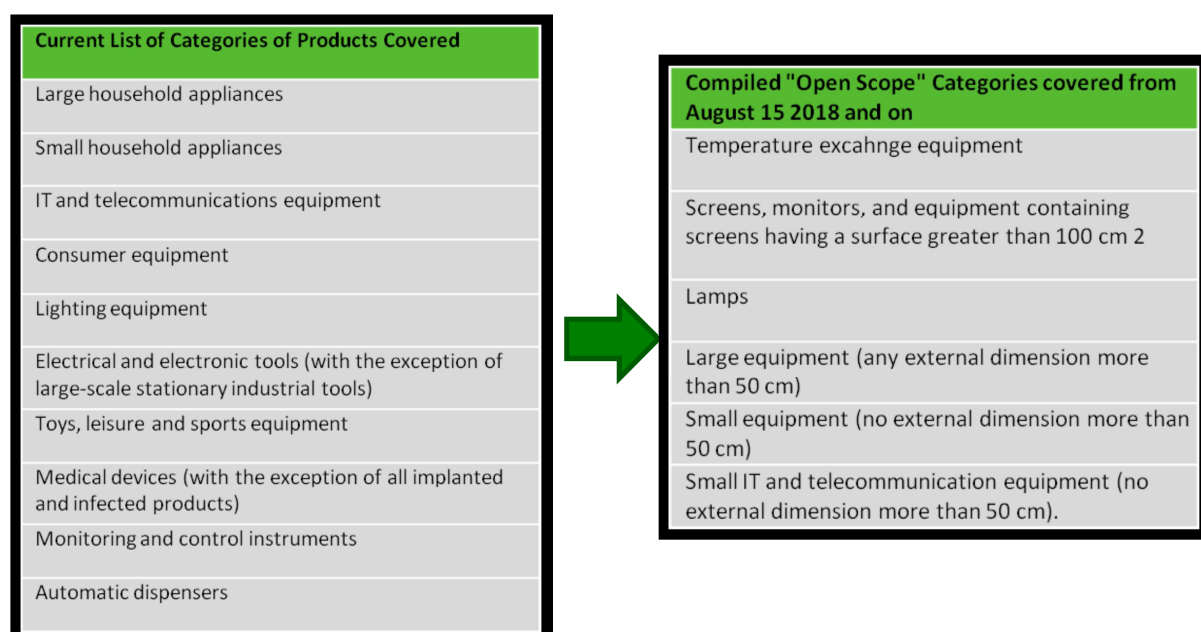 Current List of Categories of Products Covered
Large household appliances
Small household appliances
IT and telecommunications equipment
Consumer equipment
Lighting equipment
Electrical and electronic tools (with the exception of
large-scale stationary industrial tools)
Toys, leisure and sports equipment
Medical devices (with the exception of all implanted
and infected products)
Monitoring and control instruments
Automatic dispensers
Compiled "Open Scope" Categories covered from
August 15 2018 and on
Temperature excahnge equipment
Screens, monitors, and equipment containing
screens having a surface greater than 100 cm 2
Lamps
Large equipment (any external dimension more
than 50 cm)
Small equipment (no external dimension more than
50 cm)
Small IT and telecommunication equipment (no
external dimension more than 50 cm).